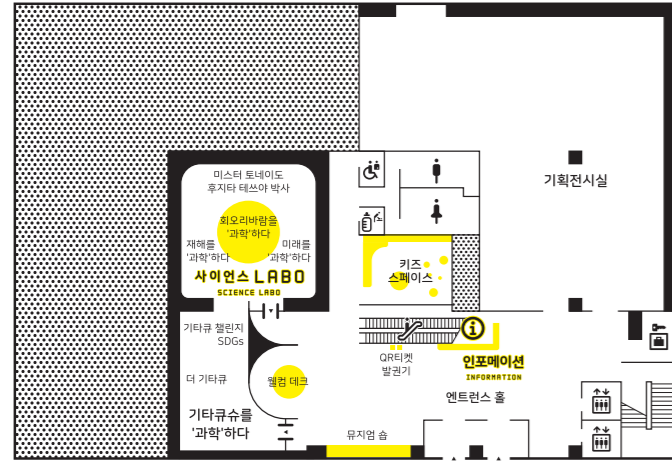 미스터 토네이도
후지타 테쓰야 박사
회오리바람을
'과학'하다
재해를
'과학'하다
미래를
'과학'하다
사이언스 LABO
SCIENCE LABO
기타큐 챌린지
SDGs
더 기타큐
웰컴 데크
기타큐슈를
'과학'하다
키즈
스페이스
기획전시실
QR티켓
발권기
i
인포메이션
INFORMATION
엔트런스 홀
뮤지엄 숍